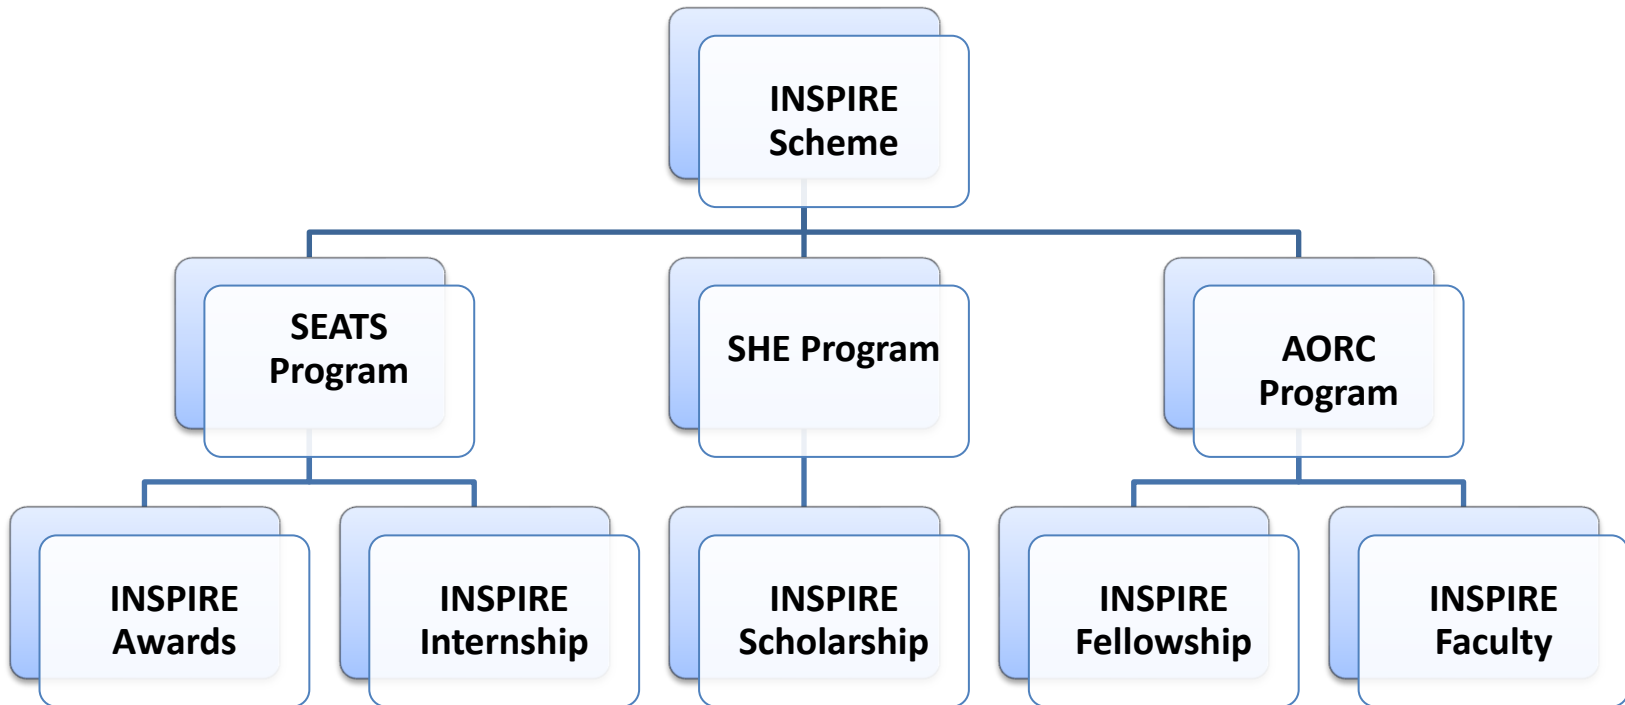 INSPIRE
Scheme
SEATS
Program
SHE Program
AORC
Program
INSPIRE
Awards
INSPIRE
Internship
INSPIRE
Scholarship
INSPIRE
Fellowship
INSPIRE
Faculty